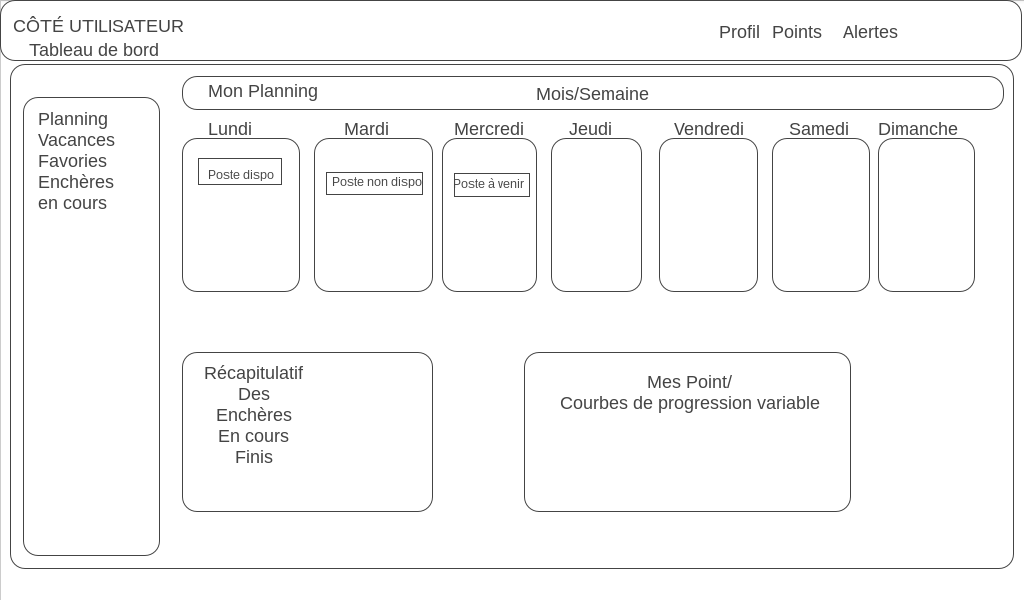 CÔTÉ UTILISATEUR
Tableau de bord
Profil Points Alertes
Planning
Vacances
Favories
Enchères
en cours
Mon Planning
Mois/Semaine
Lundi Mardi Mercredi Jeudi Vendredi Samedi Dimanche
Poste dispo
Poste non dispo
Poste à venir
Récapitulatif
Des
Enchères
En cours
Finis
Mes Point/
Courbes de progression variable